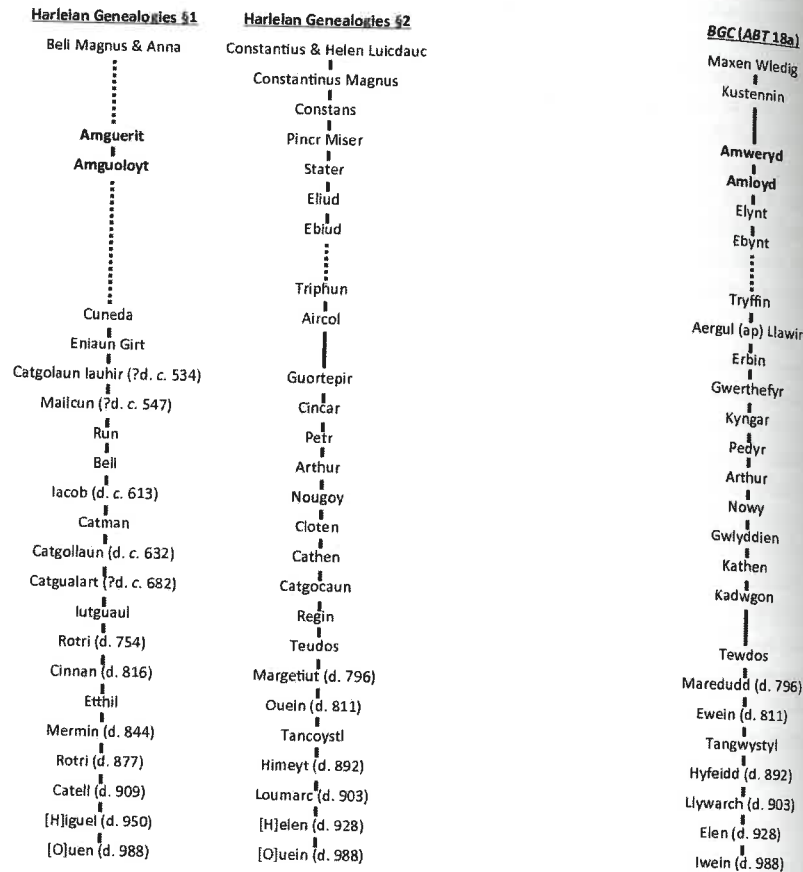 Harleian Genealogies §1
Beli Magnus & Anna
Amguerit
Amguoloyt
Cuneda
Eniaun Girt
Catgolaun lauhir (?d. c. 534)
Mailcun (?d. c. 547)
Run
Beli
Iacob (d. c. 613)
Catman
Catgollaun (d. c. 632)
Catgualart (?d. c. 682)
Iutguaul
Rotri (d. 754)
Cinnan (d. 816)
Etthil
Mermin (d. 844)
Rotri (d. 877)
Catell (d. 909)
[H]iguel (d. 950)
[O]uen (d. 988)
Harleian Genealogies §2
Constantius & Helen Luicdauc
Constantinus Magnus
Constans
Pincr Miser
Stater
Eliud
Ebiud
Triphun
Aircol
Guortepir
Cincar
Petr
Arthur
Nougoy
Cloten
Cathen
Catgocaun
Regin
Teudos
Margetiut (d. 796)
Ouein (d. 811)
Tancoystl
Himeyt (d. 892)
Loumarc (d. 903)
[H]elen (d. 928)
[O]uein (d. 988)
BGC (ABT 18a)
Maxen Wledig
Kustennin
Amweryd
Amloyd
Elynt
Ebynt
Tryffin
Aergul (ap) Llawir
Erbin
Gwerthefyr
Kyngar
Pedyr
Arthur
Nowy
Gwlyddien
Kathen
Kadwgon
Tewdos
Maredudd (d. 796)
Ewein (d. 811)
Tangwystyl
Hyfeidd (d. 892)
Llywarch (d. 903)
Elen (d. 928)
Iwein (d. 988)